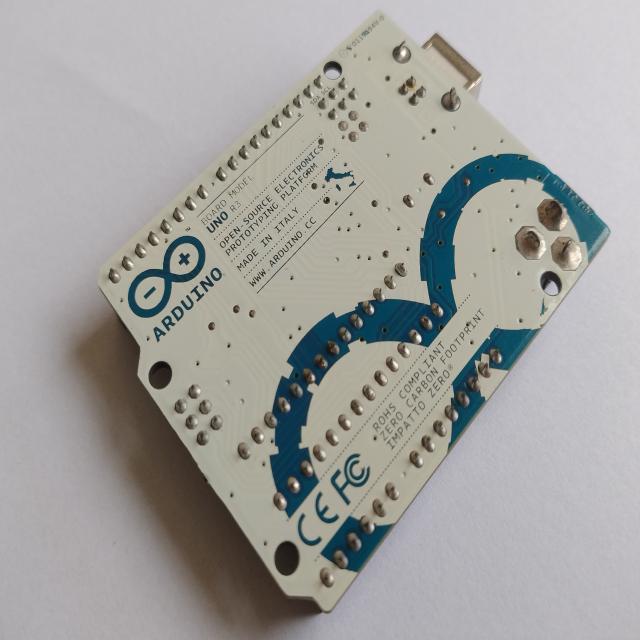 BOARD MODEL
UNO R3
OPEN-SOURCE ELECTRONICS
PROTOTYPING PLATFORM
MADE IN ITALY
WWW.ARDUINO.CC
ARDUINO™
ROHS COMPLIANT
ZERO CARBON FOOTPRINT
IMPATTO ZERO®
CE FC